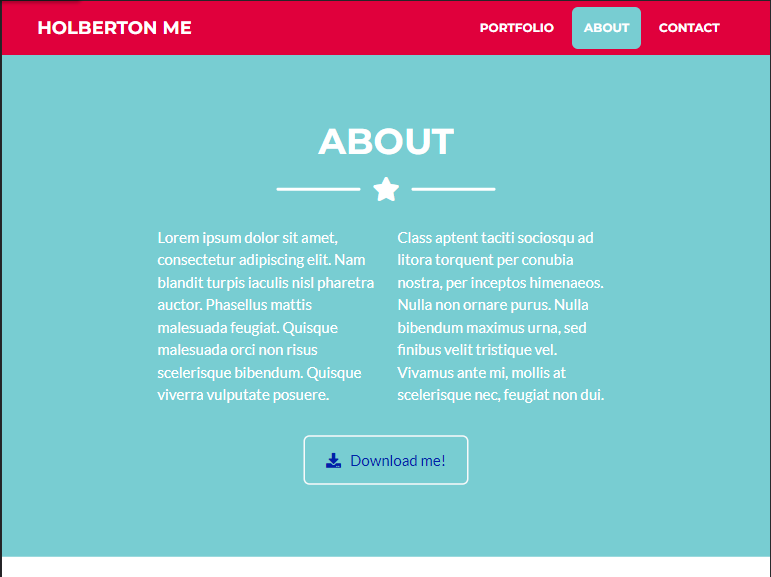 HOLBERTON ME
PORTFOLIO
ABOUT
CONTACT
ABOUT
Lorem ipsum dolor sit amet,
consectetur adipiscing elit. Nam
blandit turpis iaculis nisl pharetra
auctor. Phasellus mattis
malesuada feugiat. Quisque
malesuada orci non risus
scelerisque bibendum. Quisque
viverra vulputate posuere.
Class aptent taciti sociosqu ad
litora torquent per conubia
nostra, per inceptos himenaeos.
Nulla non ornare purus. Nulla
bibendum maximus urna, sed
finibus velit tristique vel.
Vivamus ante mi, mollis at
scelerisque nec, feugiat non dui.
Download me!